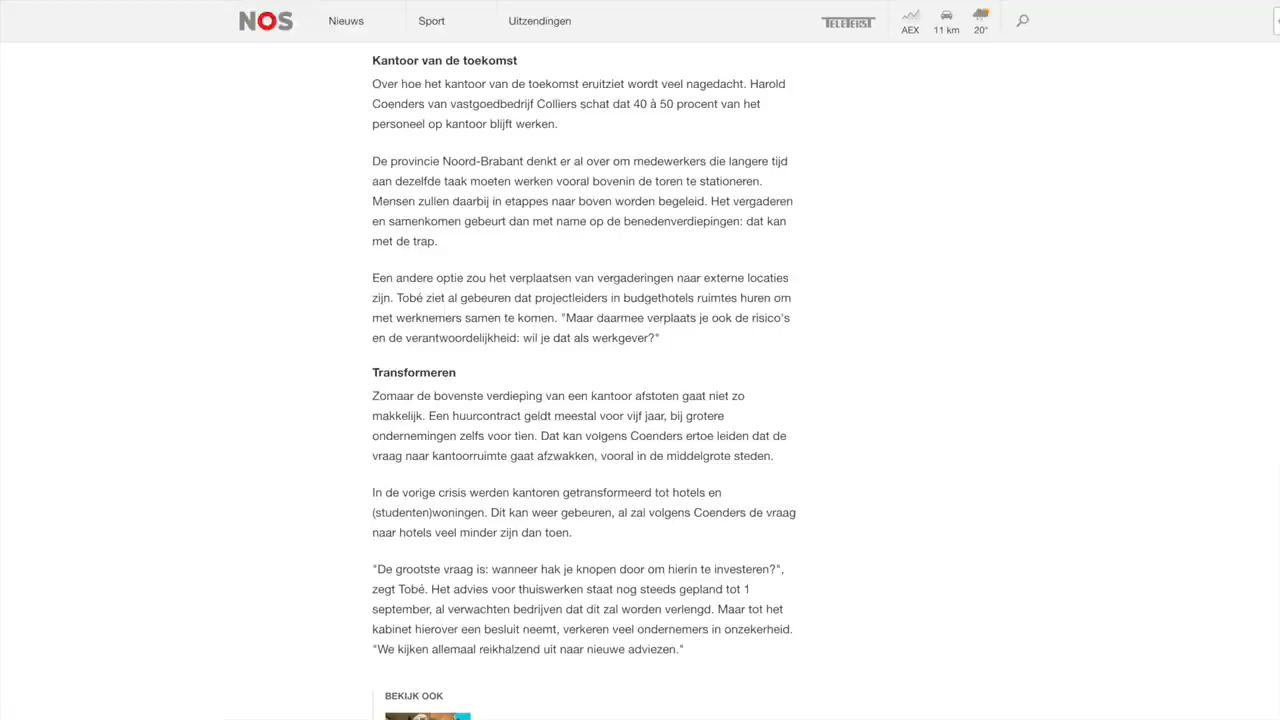 NOS
Nieuws
Sport
Uitzendingen
TELETEKST
AEX
11 km
20°
Kantoor van de toekomst
Over hoe het kantoor van de toekomst eruitziet wordt veel nagedacht. Harold
Coenders van vastgoedbedrijf Colliers schat dat 40 à 50 procent van het
personeel op kantoor blijft werken.
De provincie Noord-Brabant denkt er al over om medewerkers die langere tijd
aan dezelfde taak moeten werken vooral bovenin de toren te stationeren.
Mensen zullen daarbij in etappes naar boven worden begeleid. Het vergaderen
en samenkomen gebeurt dan met name op de benedenverdiepingen: dat kan
met de trap.
Een andere optie zou het verplaatsen van vergaderingen naar externe locaties
zijn. Tobé ziet al gebeuren dat projectleiders in budgethotels ruimtes huren om
met werknemers samen te komen. "Maar daarmee verplaats je ook de risico's
en de verantwoordelijkheid: wil je dat als werkgever?"
Transformeren
Zomaar de bovenste verdieping van een kantoor afstoten gaat niet zo
makkelijk. Een huurcontract geldt meestal voor vijf jaar, bij grotere
ondernemingen zelfs voor tien. Dat kan volgens Coenders ertoe leiden dat de
vraag naar kantoorruimte gaat afzwakken, vooral in de middelgrote steden.
In de vorige crisis werden kantoren getransformeerd tot hotels en
(studenten)woningen. Dit kan weer gebeuren, al zal volgens Coenders de vraag
naar hotels veel minder zijn dan toen.
"De grootste vraag is: wanneer hak je knopen door om hierin te investeren?",
zegt Tobé. Het advies voor thuiswerken staat nog steeds gepland tot 1
september, al verwachten bedrijven dat dit zal worden verlengd. Maar tot het
kabinet hierover een besluit neemt, verkeren veel ondernemers in onzekerheid.
"We kijken allemaal reikhalzend uit naar nieuwe adviezen."
BEKIJK OOK